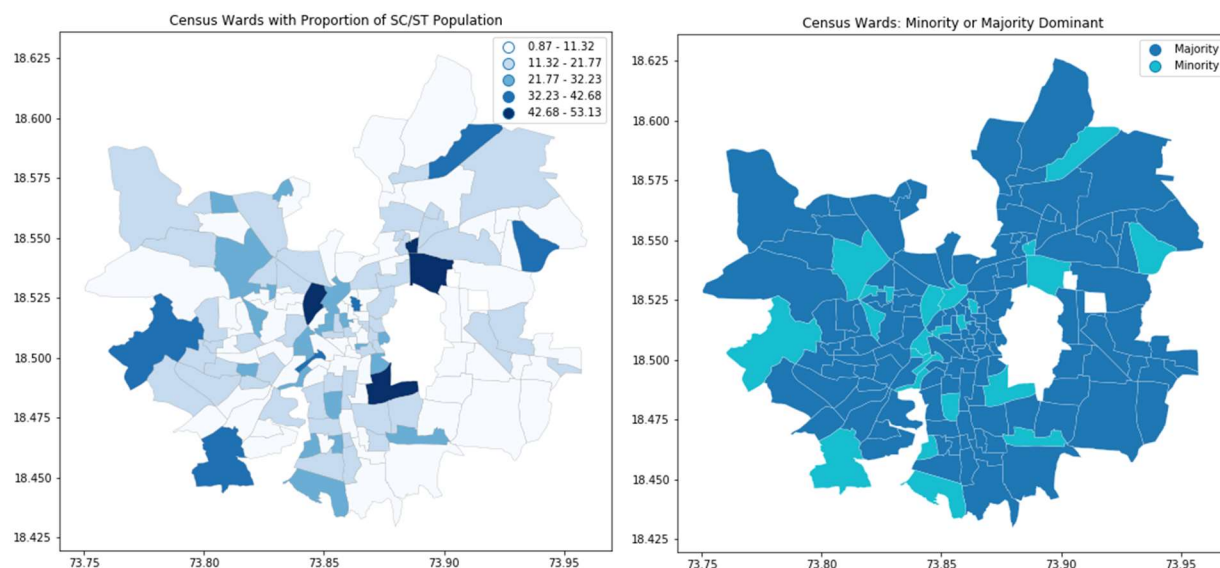 Census Wards with Proportion of SC/ST Population
0.87 - 11.32
11.32 - 21.77
21.77 - 32.23
32.23 - 42.68
42.68 - 53.13
18.625
18.600
18.575
18.550
18.525
18.500
18.475
18.450
18.425
73.75 73.80 73.85 73.90 73.95
Census Wards: Minority or Majority Dominant
Majority
Minority
18.625
18.600
18.575
18.550
18.525
18.500
18.475
18.450
18.425
73.75 73.80 73.85 73.90 73.95